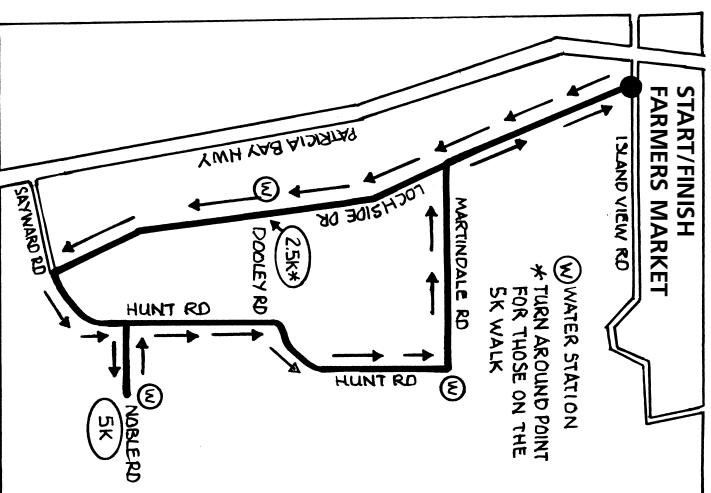 START/FINISH
FARMERS MARKET
ISLAND VIEW RD
PATRICIA BAY HWY
LOCHSIDE DR
MARTINDALE RD
SAYWARD RD
W
2.5K*
DOOLEY RD
HUNT RD
HUNT RD
W
W
NOBLE RD
5K
W WATER STATION
* TURN AROUND POINT
FOR THOSE ON THE
5K WALK